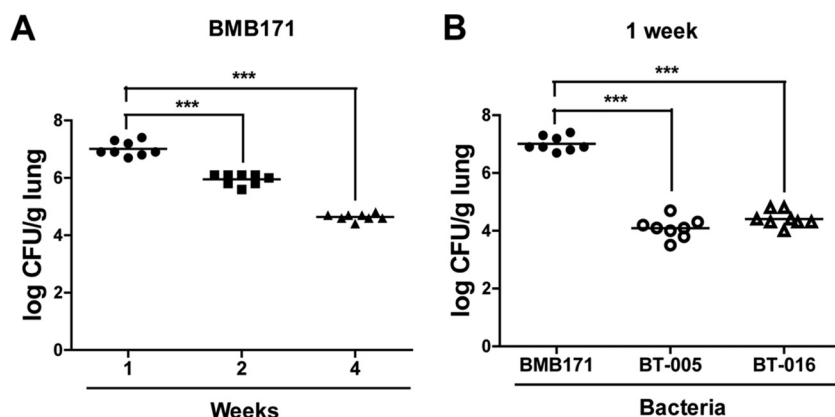 A
BMB171
***
***
log CFU/g lung
8
6
4
2
0
1 2 4
Weeks
B
1 week
***
***
log CFU/g lung
8
6
4
2
0
BMB171 BT-005 BT-016
Bacteria